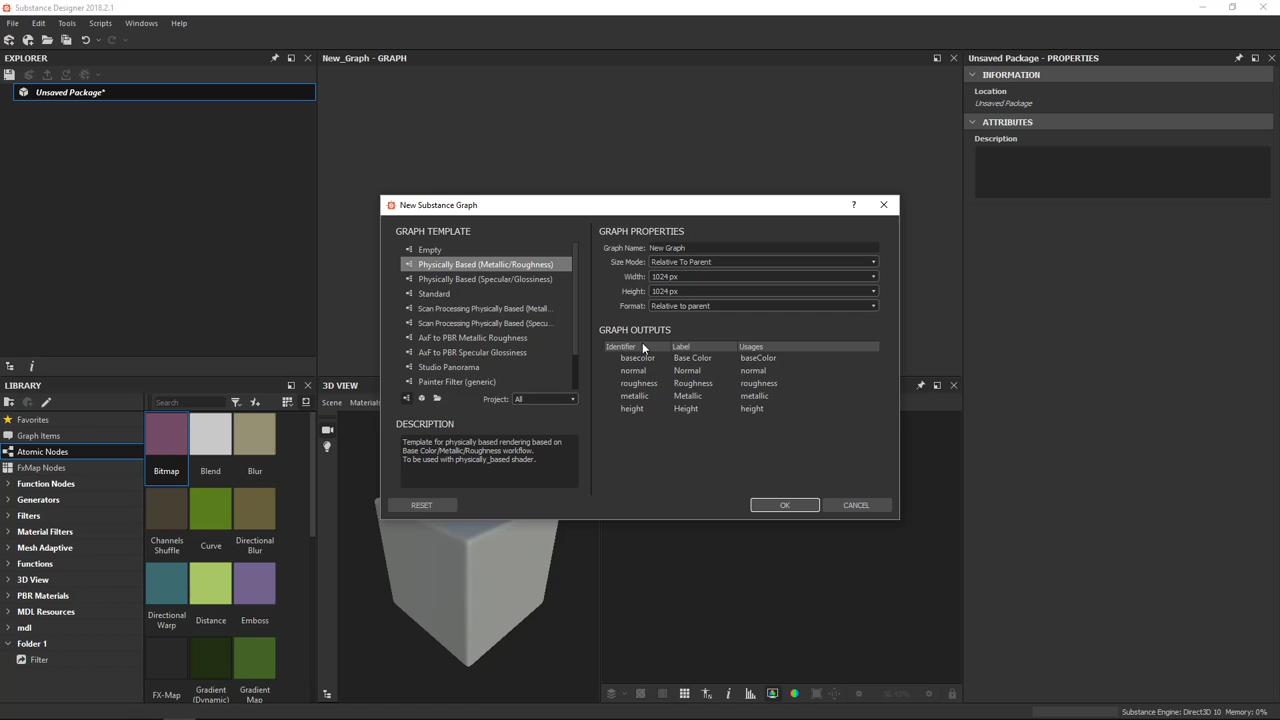 Substance Designer 2018.2.1
File Edit Tools Scripts Windows Help
EXPLORER
Unsaved Package*
New_Graph - GRAPH
Unsaved Package - PROPERTIES
INFORMATION
Location
Unsaved Package
ATTRIBUTES
Description
New Substance Graph
?
GRAPH TEMPLATE
Empty
Physically Based (Metallic/Roughness)
Physically Based (Specular/Glossiness)
Standard
Scan Processing Physically Based (Metall...
Scan Processing Physically Based (Specu...
AxF to PBR Metallic Roughness
AxF to PBR Specular Glossiness
Studio Panorama
Painter Filter (generic)
Project: All
DESCRIPTION
Template for physically based rendering based on
Base Color/Metallic/Roughness workflow.
To be used with physically_based shader.
RESET
GRAPH PROPERTIES
Graph Name: New Graph
Size Mode: Relative To Parent
Width: 1024 px
Height: 1024 px
Format: Relative to parent
GRAPH OUTPUTS
Identifier Label Usages
basecolor Base Color baseColor
normal Normal normal
roughness Roughness roughness
metallic Metallic metallic
height Height height
OK CANCEL
LIBRARY
Search
Favorites
Graph Items
Atomic Nodes
FxMap Nodes
Function Nodes
Generators
Filters
Material Filters
Mesh Adaptive
Functions
3D View
PBR Materials
MDL Resources
mdl
Folder 1
Filter
Bitmap Blend Blur
Channels
Shuffle
Curve
Directional
Blur
Directional
Warp
Distance
Emboss
FX-Map
Gradient
(Dynamic)
Gradient
Map
3D VIEW
Scene Materials
Substance Engine: Direct3D 10 Memory: 0%